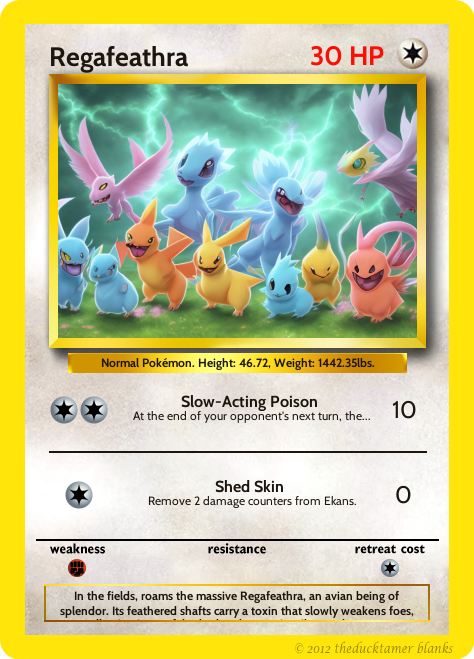 Regafeathra
30 HP
Normal Pokémon. Height: 46.72, Weight: 1442.35lbs.
Slow-Acting Poison
At the end of your opponent's next turn, the...
10
Shed Skin
Remove 2 damage counters from Ekans.
0
weakness
resistance
retreat cost
In the fields, roams the massive Regafeathra, an avian being of
splendor. Its feathered shafts carry a toxin that slowly weakens foes,
© 2012 theducktamer blanks